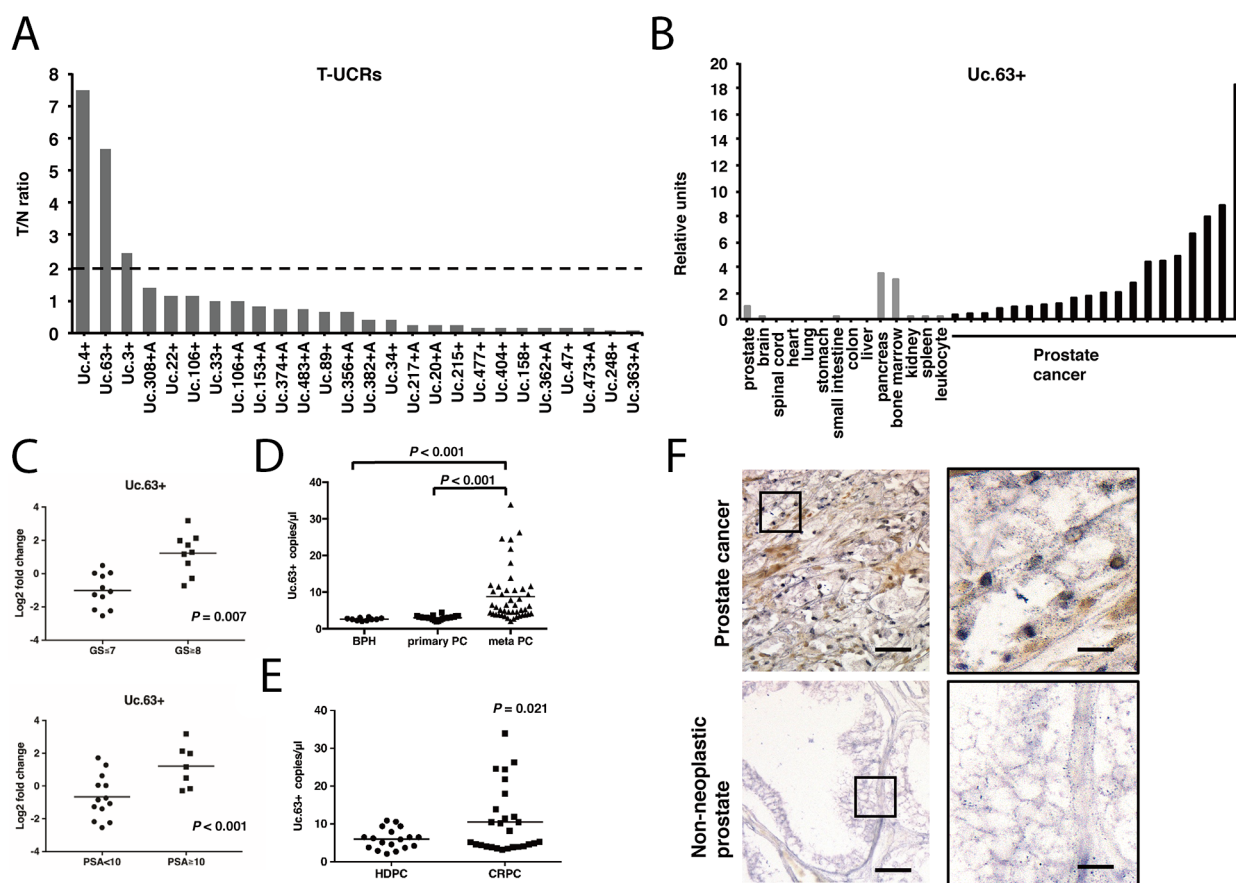 A
T-UCRs
T/N ratio
8
7
6
5
4
3
2
1
0
Uc.4+
Uc.63+
Uc.3+
Uc.308+A
Uc.22+
Uc.106+
Uc.33+
Uc.106++A
Uc.153+A
Uc.374++A
Uc.483+A
Uc.89+
Uc.356+A
Uc.382++A
Uc.34+
Uc.217+A
Uc.20+A
Uc.215+
Uc.477+
Uc.404+
Uc.158+
Uc.362++A
Uc.47+
Uc.473+A
Uc.248+
Uc.363+A
B
Uc.63+
Relative units
20
18
16
14
12
10
8
6
4
2
0
prostate
brain
spinal cord
heart
lung
stomach
small intestine
colon
liver
pancreas
bone marrow
kidney
spleen
leukocyte
Prostate
cancer
C
Uc.63+
Log2 fold change
4
2
0
-2
-4
P = 0.007
GS≤7
GS≥8
Uc.63+
Log2 fold change
4
2
0
-2
-4
P < 0.001
PSA<10
PSA≥10
D
P < 0.001
P < 0.001
Uc.63+ copies/µl
40
30
20
10
0
BPH
primary PC
meta PC
E
P = 0.021
Uc.63+ copies/µl
40
30
20
10
0
HDPC
CRPC
F
Prostate cancer
Non-neoplastic
prostate